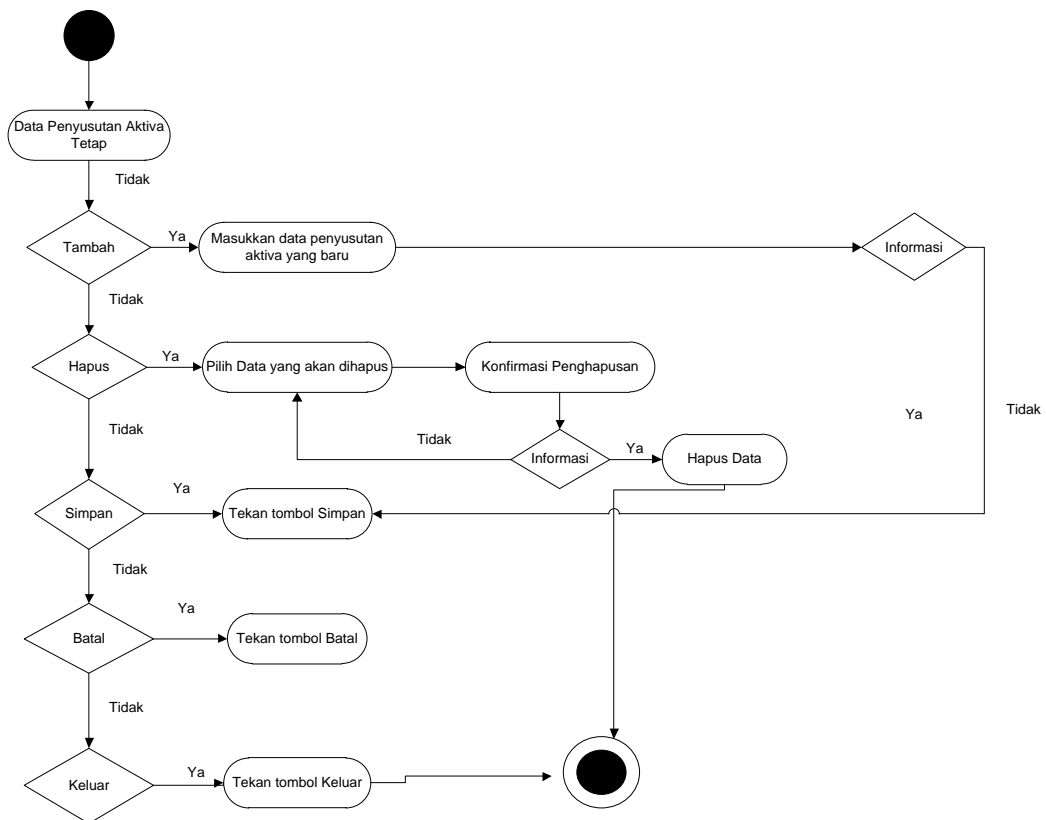 Data Penyusutan Aktiva
Tetap
Tidak
Tambah
Ya
Masukkan data penyusutan
aktiva yang baru
Informasi
Tidak
Hapus
Ya
Pilih Data yang akan dihapus
Konfirmasi Penghapusan
Ya
Tidak
Tidak
Tidak
Informasi
Ya
Hapus Data
Simpan
Ya
Tekan tombol Simpan
Tidak
Batal
Ya
Tekan tombol Batal
Tidak
Keluar
Ya
Tekan tombol Keluar